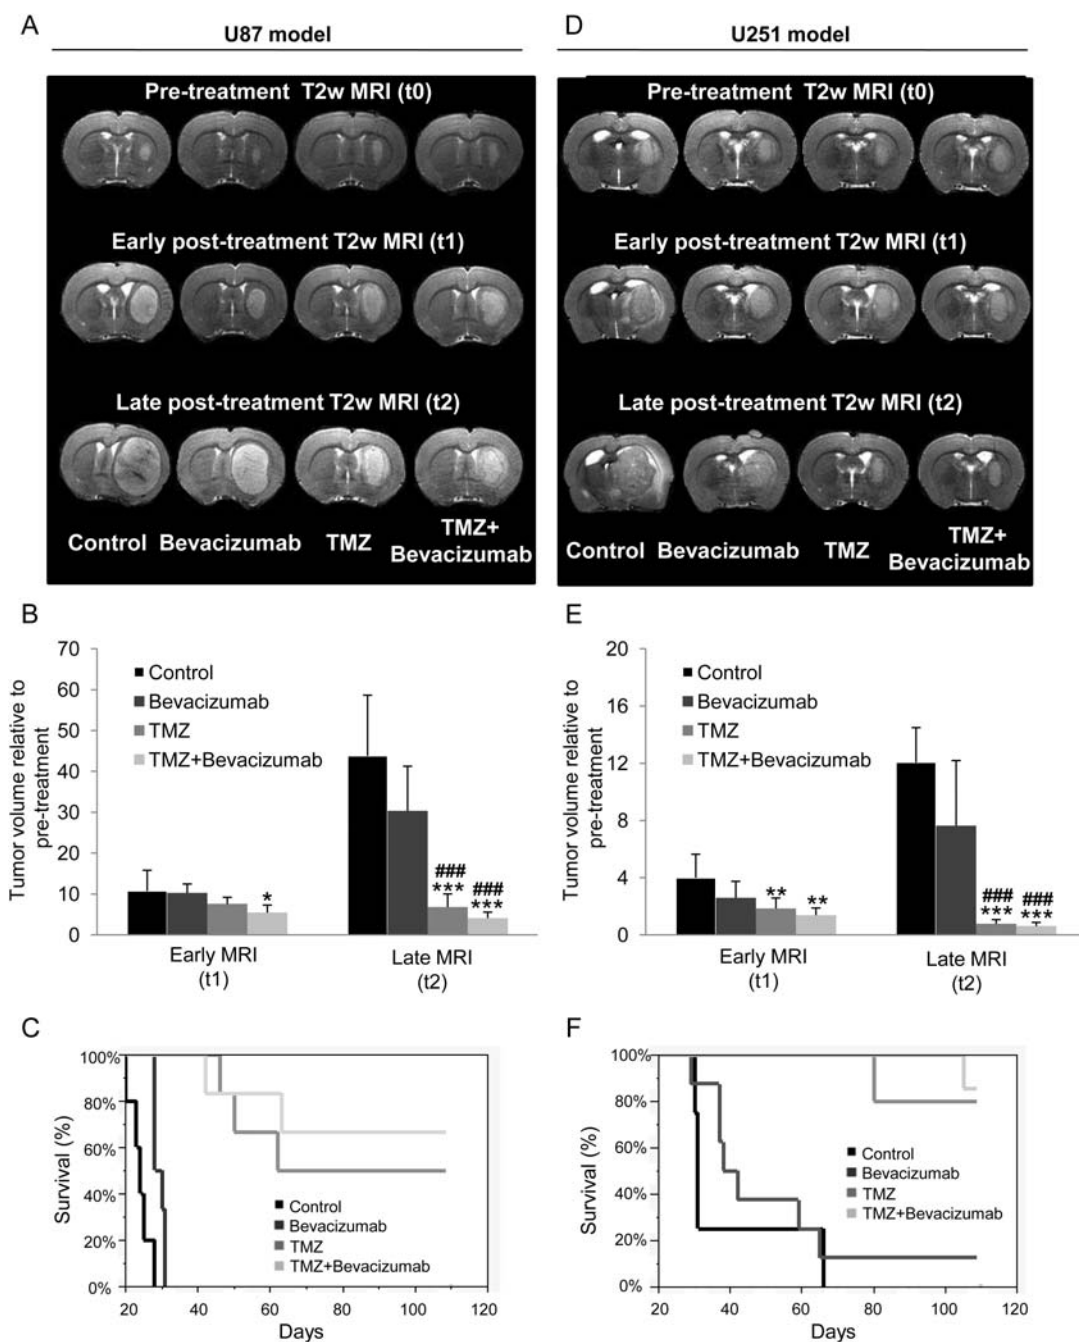 A
U87 model
Pre-treatment T2w MRI (t0)
Early post-treatment T2w MRI (t1)
Late post-treatment T2w MRI (t2)
Control Bevacizumab TMZ TMZ+
Bevacizumab
D
U251 model
Pre-treatment T2w MRI (t0)
Early post-treatment T2w MRI (t1)
Late post-treatment T2w MRI (t2)
Control Bevacizumab TMZ TMZ+
Bevacizumab
B
Tumor volume relative to
pre-treatment
70
60
50
40
30
20
10
0
Control
Bevacizumab
TMZ
TMZ+Bevacizumab
*
###
***
###
***
Early MRI
(t1)
Late MRI
(t2)
E
Tumor volume relative to
pre-treatment
20
16
12
8
4
0
Control
Bevacizumab
TMZ
TMZ+Bevacizumab
**
**
###
***
###
***
Early MRI
(t1)
Late MRI
(t2)
C
Survival (%)
100%
80%
60%
40%
20%
0%
Control
Bevacizumab
TMZ
TMZ+Bevacizumab
20 40 60 80 100 120
Days
F
Survival (%)
100%
80%
60%
40%
20%
0%
Control
Bevacizumab
TMZ
TMZ+Bevacizumab
20 40 60 80 100 120
Days